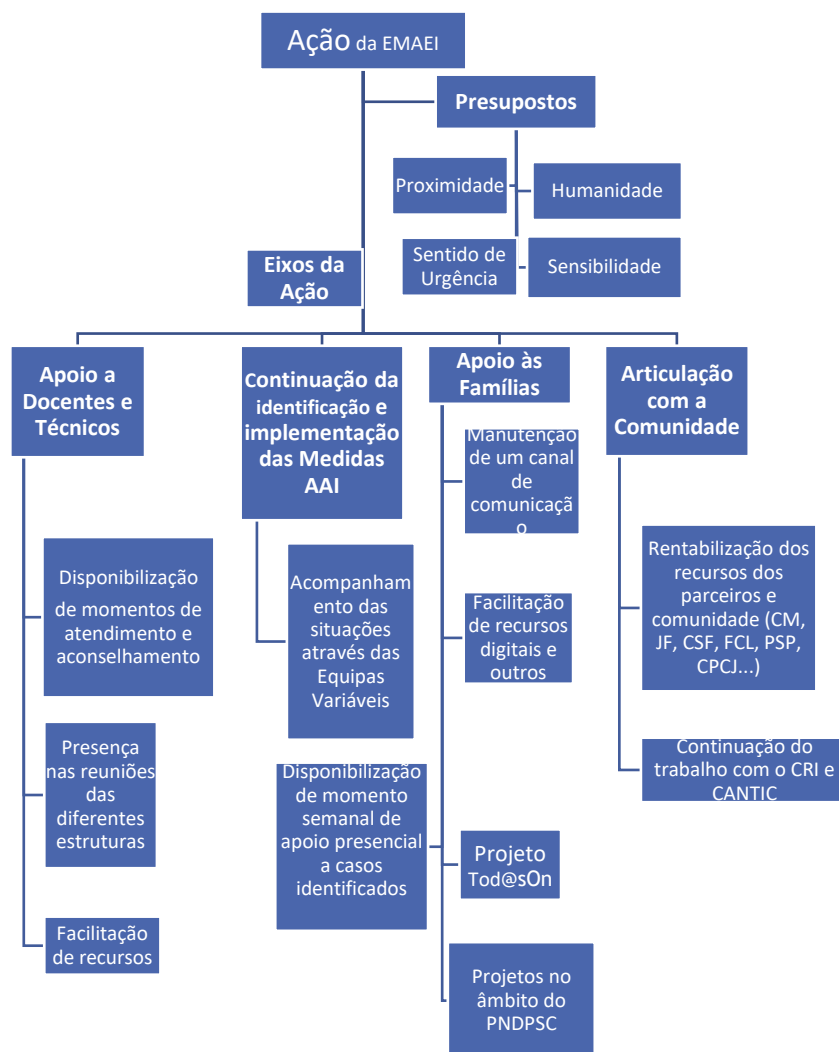 Ação da EMAEI
Presupostos
Proximidade
Humanidade
Sentido de
Urgência
Sensibilidade
Eixos da
Ação
Apoio a
Docentes e
Técnicos
Disponibilização
de momentos de
atendimento e
aconselhamento
Presença
nas reuniões
das
diferentes
estruturas
Facilitação
de recursos
Continuação da
identificação e
implementação
das Medidas
AAI
Acompanham
ento das
situações
através das
Equipas
Variáveis
Apoio às
Famílias
Manutenção
de um canal
de
comunicaçã
o
Facilitação
de recursos
digitais e
outros
Disponibilização
de momento
semanal de
apoio presencial
a casos
identificados
Projeto
Tod@sOn
Projetos no
âmbito do
PNDPSC
Articulação
com a
Comunidade
Rentabilização dos
recursos dos
parceiros e
comunidade (CM,
JF, CSF, FCL, PSP,
CPCJ...)
Continuação do
trabalho com o CRI e
CANTIC